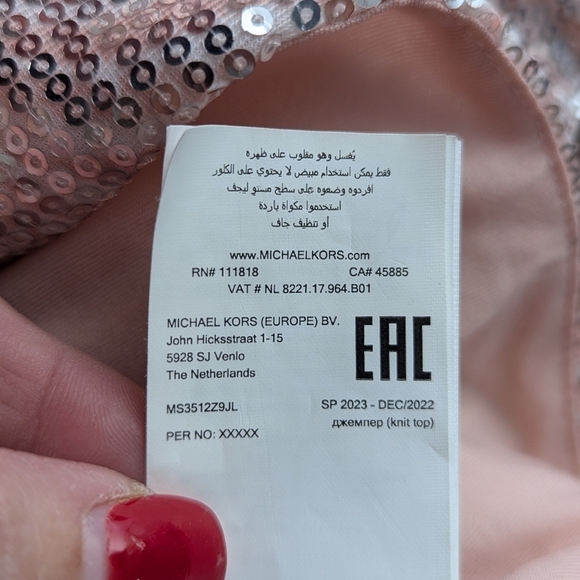 يُغسل وهو مقلوب على ظهره
فقط يمكن استخدام مبيض لا يحتوي على الكلور
افردوه وضعوه على سطح مستوٍ ليجف
استخدموا مكواة باردة
أو تنظيف جاف
www.MICHAELKORS.com
RN# 111818 CA# 45885
VAT # NL 8221.17.964.B01
MICHAEL KORS (EUROPE) BV.
John Hicksstraat 1-15
5928 SJ Venlo
The Netherlands
EAC
MS3512Z9JL SP 2023 - DEC/2022
джемпер (knit top)
PER NO: XXXXX